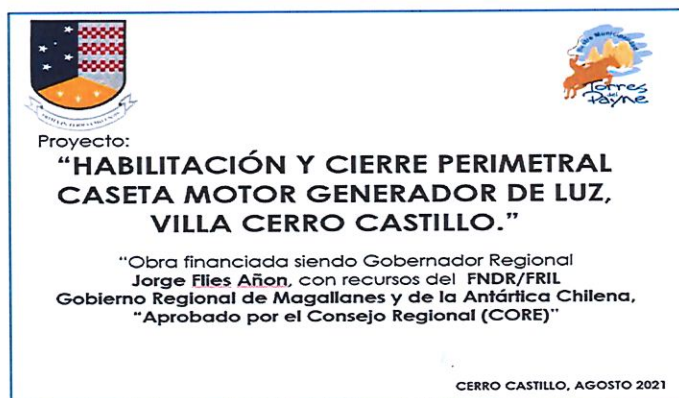 Ilustre Municipalidad
Torres
del
Payne
Proyecto:
“HABILITACIÓN Y CIERRE PERIMETRAL
CASETA MOTOR GENERADOR DE LUZ,
VILLA CERRO CASTILLO.”
“Obra financiada siendo Gobernador Regional
Jorge Flies Añon, con recursos del FNDR/FRIL
Gobierno Regional de Magallanes y de la Antártica Chilena,
“Aprobado por el Consejo Regional (CORE)”
CERRO CASTILLO, AGOSTO 2021